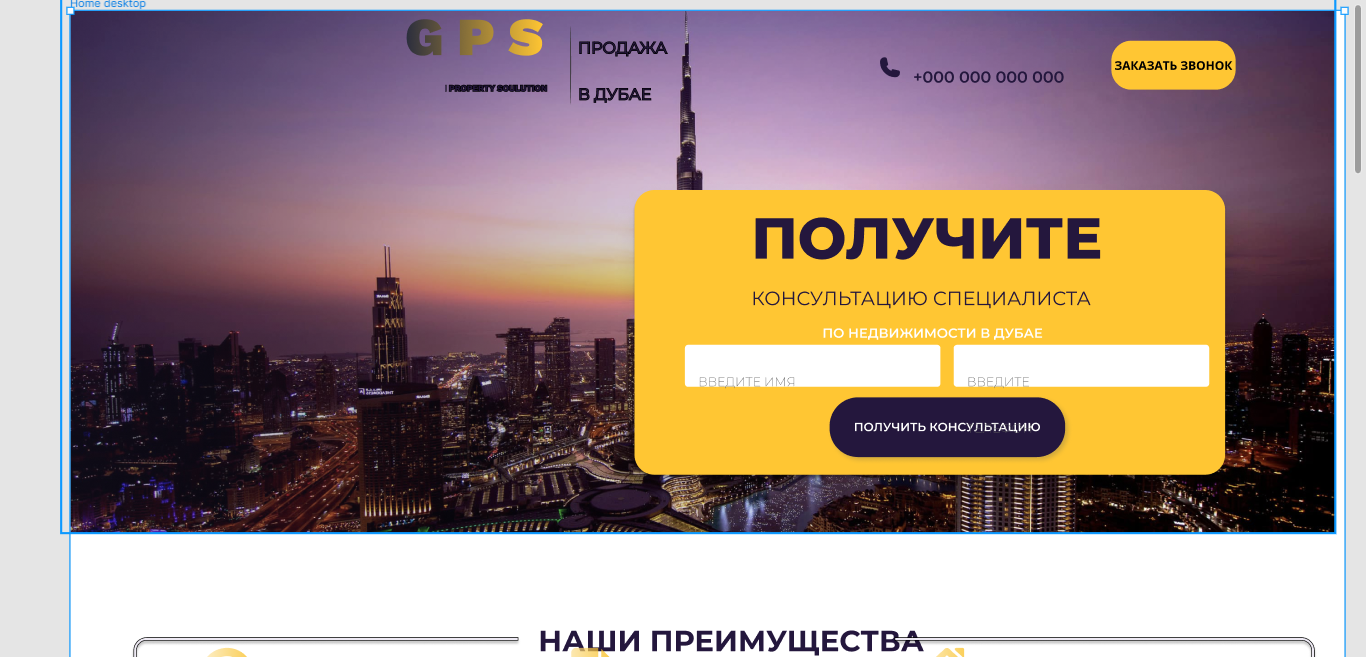 Home desktop
GPS
ПРОДАЖА
PROPERTY SOULUTION
В ДУБАЕ
+000 000 000 000
ЗАКАЗАТЬ ЗВОНОК
ПОЛУЧИТЕ
КОНСУЛЬТАЦИЮ СПЕЦИАЛИСТА
ПО НЕДВИЖИМОСТИ В ДУБАЕ
ВВЕДИТЕ ИМЯ
ВВЕДИТЕ
ПОЛУЧИТЬ КОНСУЛЬТАЦИЮ
НАШИ ПРЕИМУЩЕСТВА